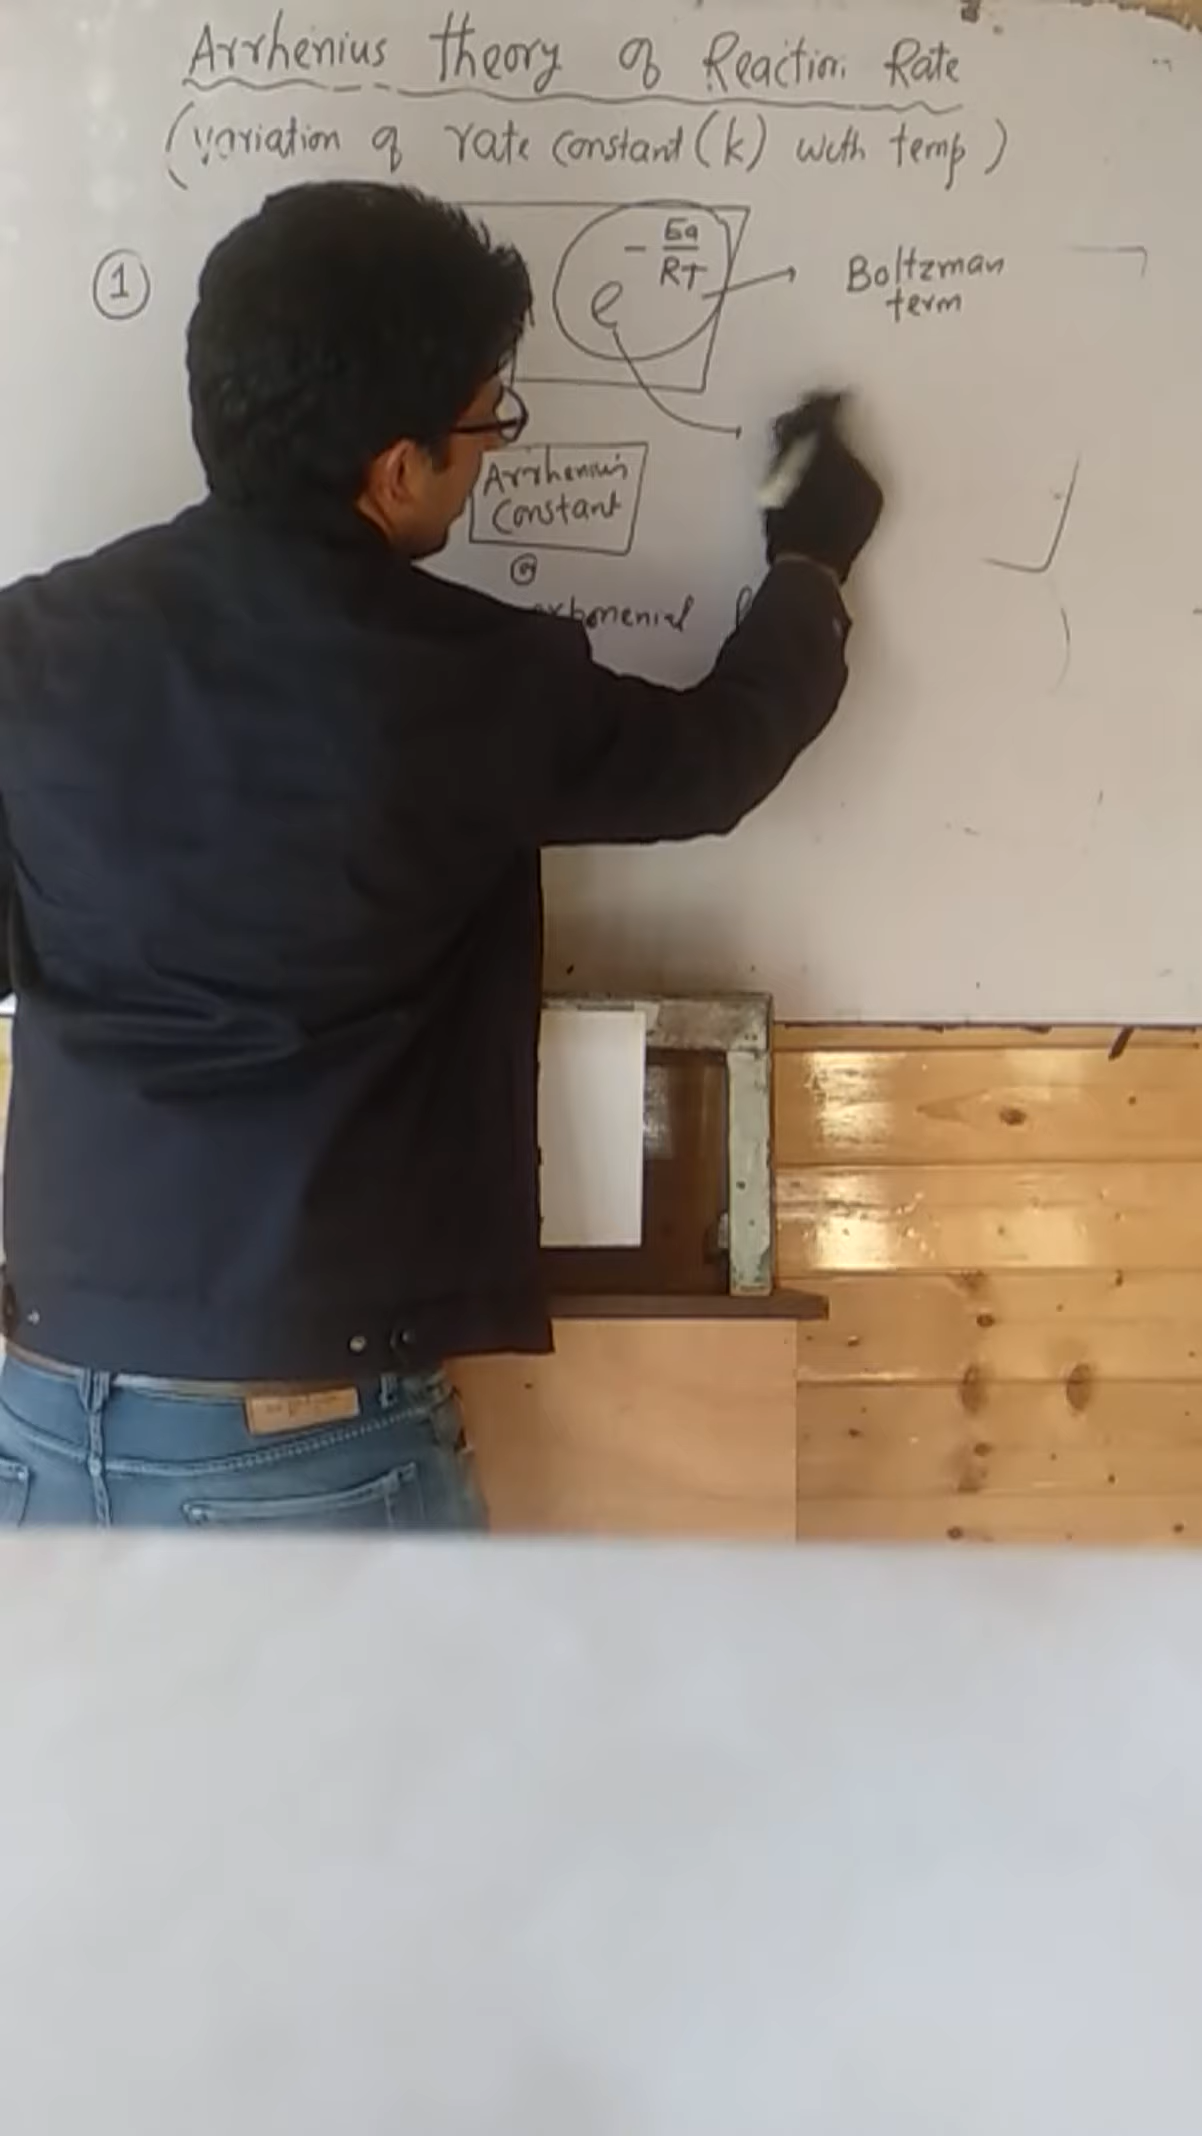 Arrhenius theory of Reaction Rate
(variation of rate constant (k) with temp)
1
e - Ea/RT
Boltzman
term
Arrhenius
Constant
or
exponenial